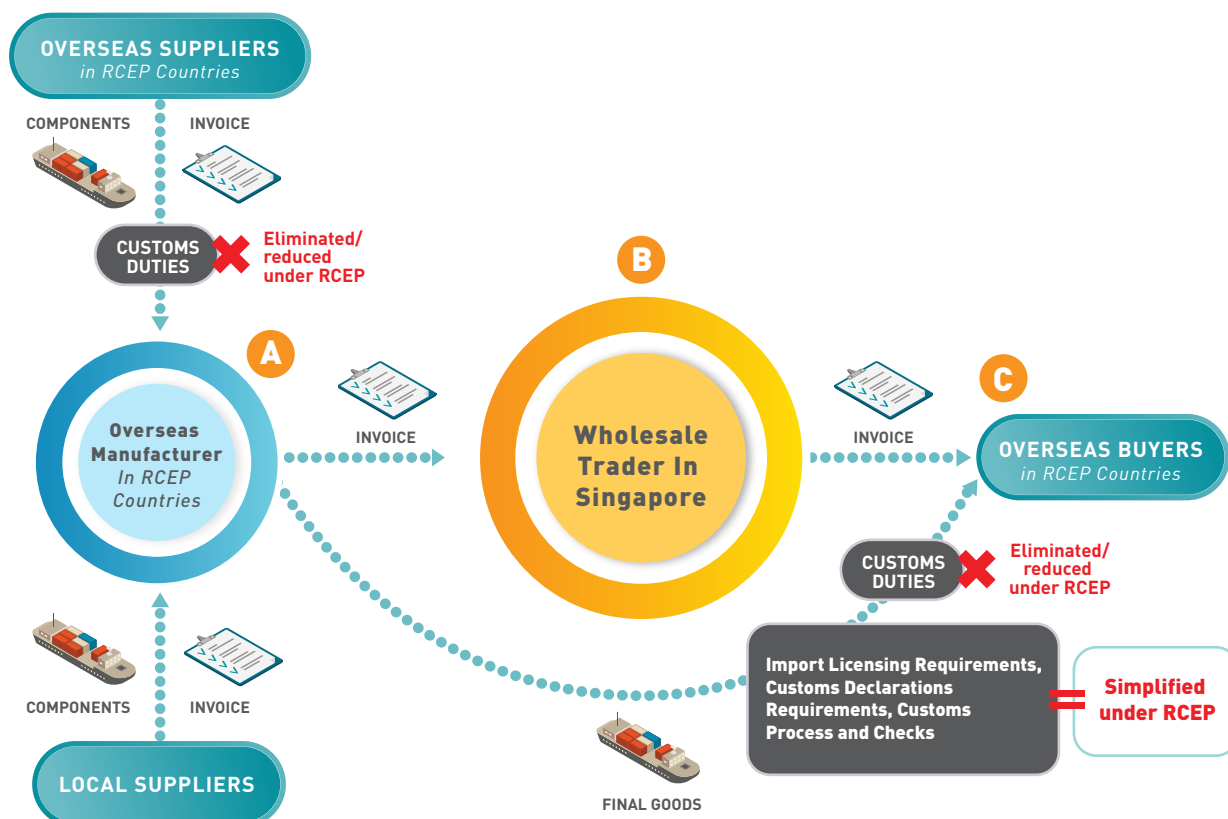 OVERSEAS SUPPLIERS
in RCEP Countries
COMPONENTS
INVOICE
CUSTOMS
DUTIES
Eliminated/
reduced
under RCEP
B
A
C
Overseas
Manufacturer
In RCEP
Countries
INVOICE
Wholesale
Trader In
Singapore
INVOICE
OVERSEAS BUYERS
in RCEP Countries
CUSTOMS
DUTIES
Eliminated/
reduced
under RCEP
COMPONENTS
INVOICE
Import Licensing Requirements,
Customs Declarations
Requirements, Customs
Process and Checks
Simplified
under RCEP
LOCAL SUPPLIERS
FINAL GOODS